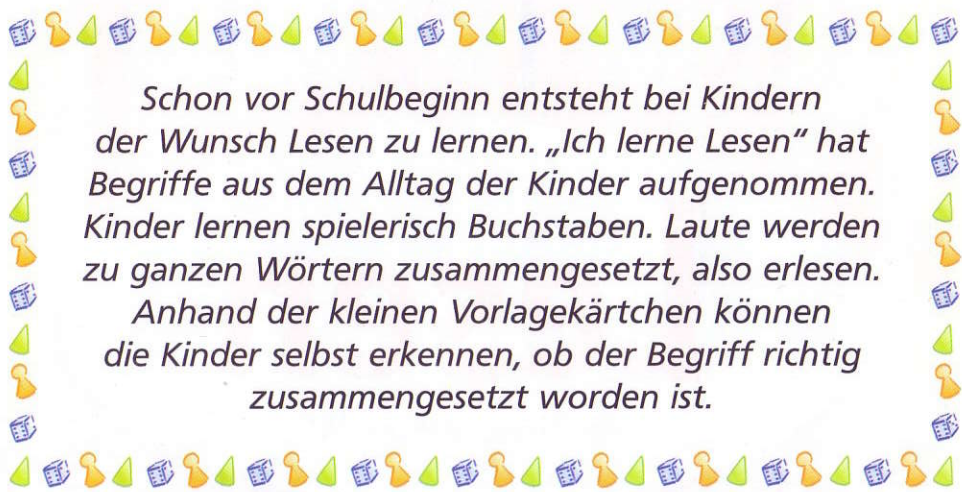 Schon vor Schulbeginn entsteht bei Kindern
der Wunsch Lesen zu lernen. „Ich lerne Lesen“ hat
Begriffe aus dem Alltag der Kinder aufgenommen.
Kinder lernen spielerisch Buchstaben. Laute werden
zu ganzen Wörtern zusammengesetzt, also erlesen.
Anhand der kleinen Vorlagekärtchen können
die Kinder selbst erkennen, ob der Begriff richtig
zusammengesetzt worden ist.